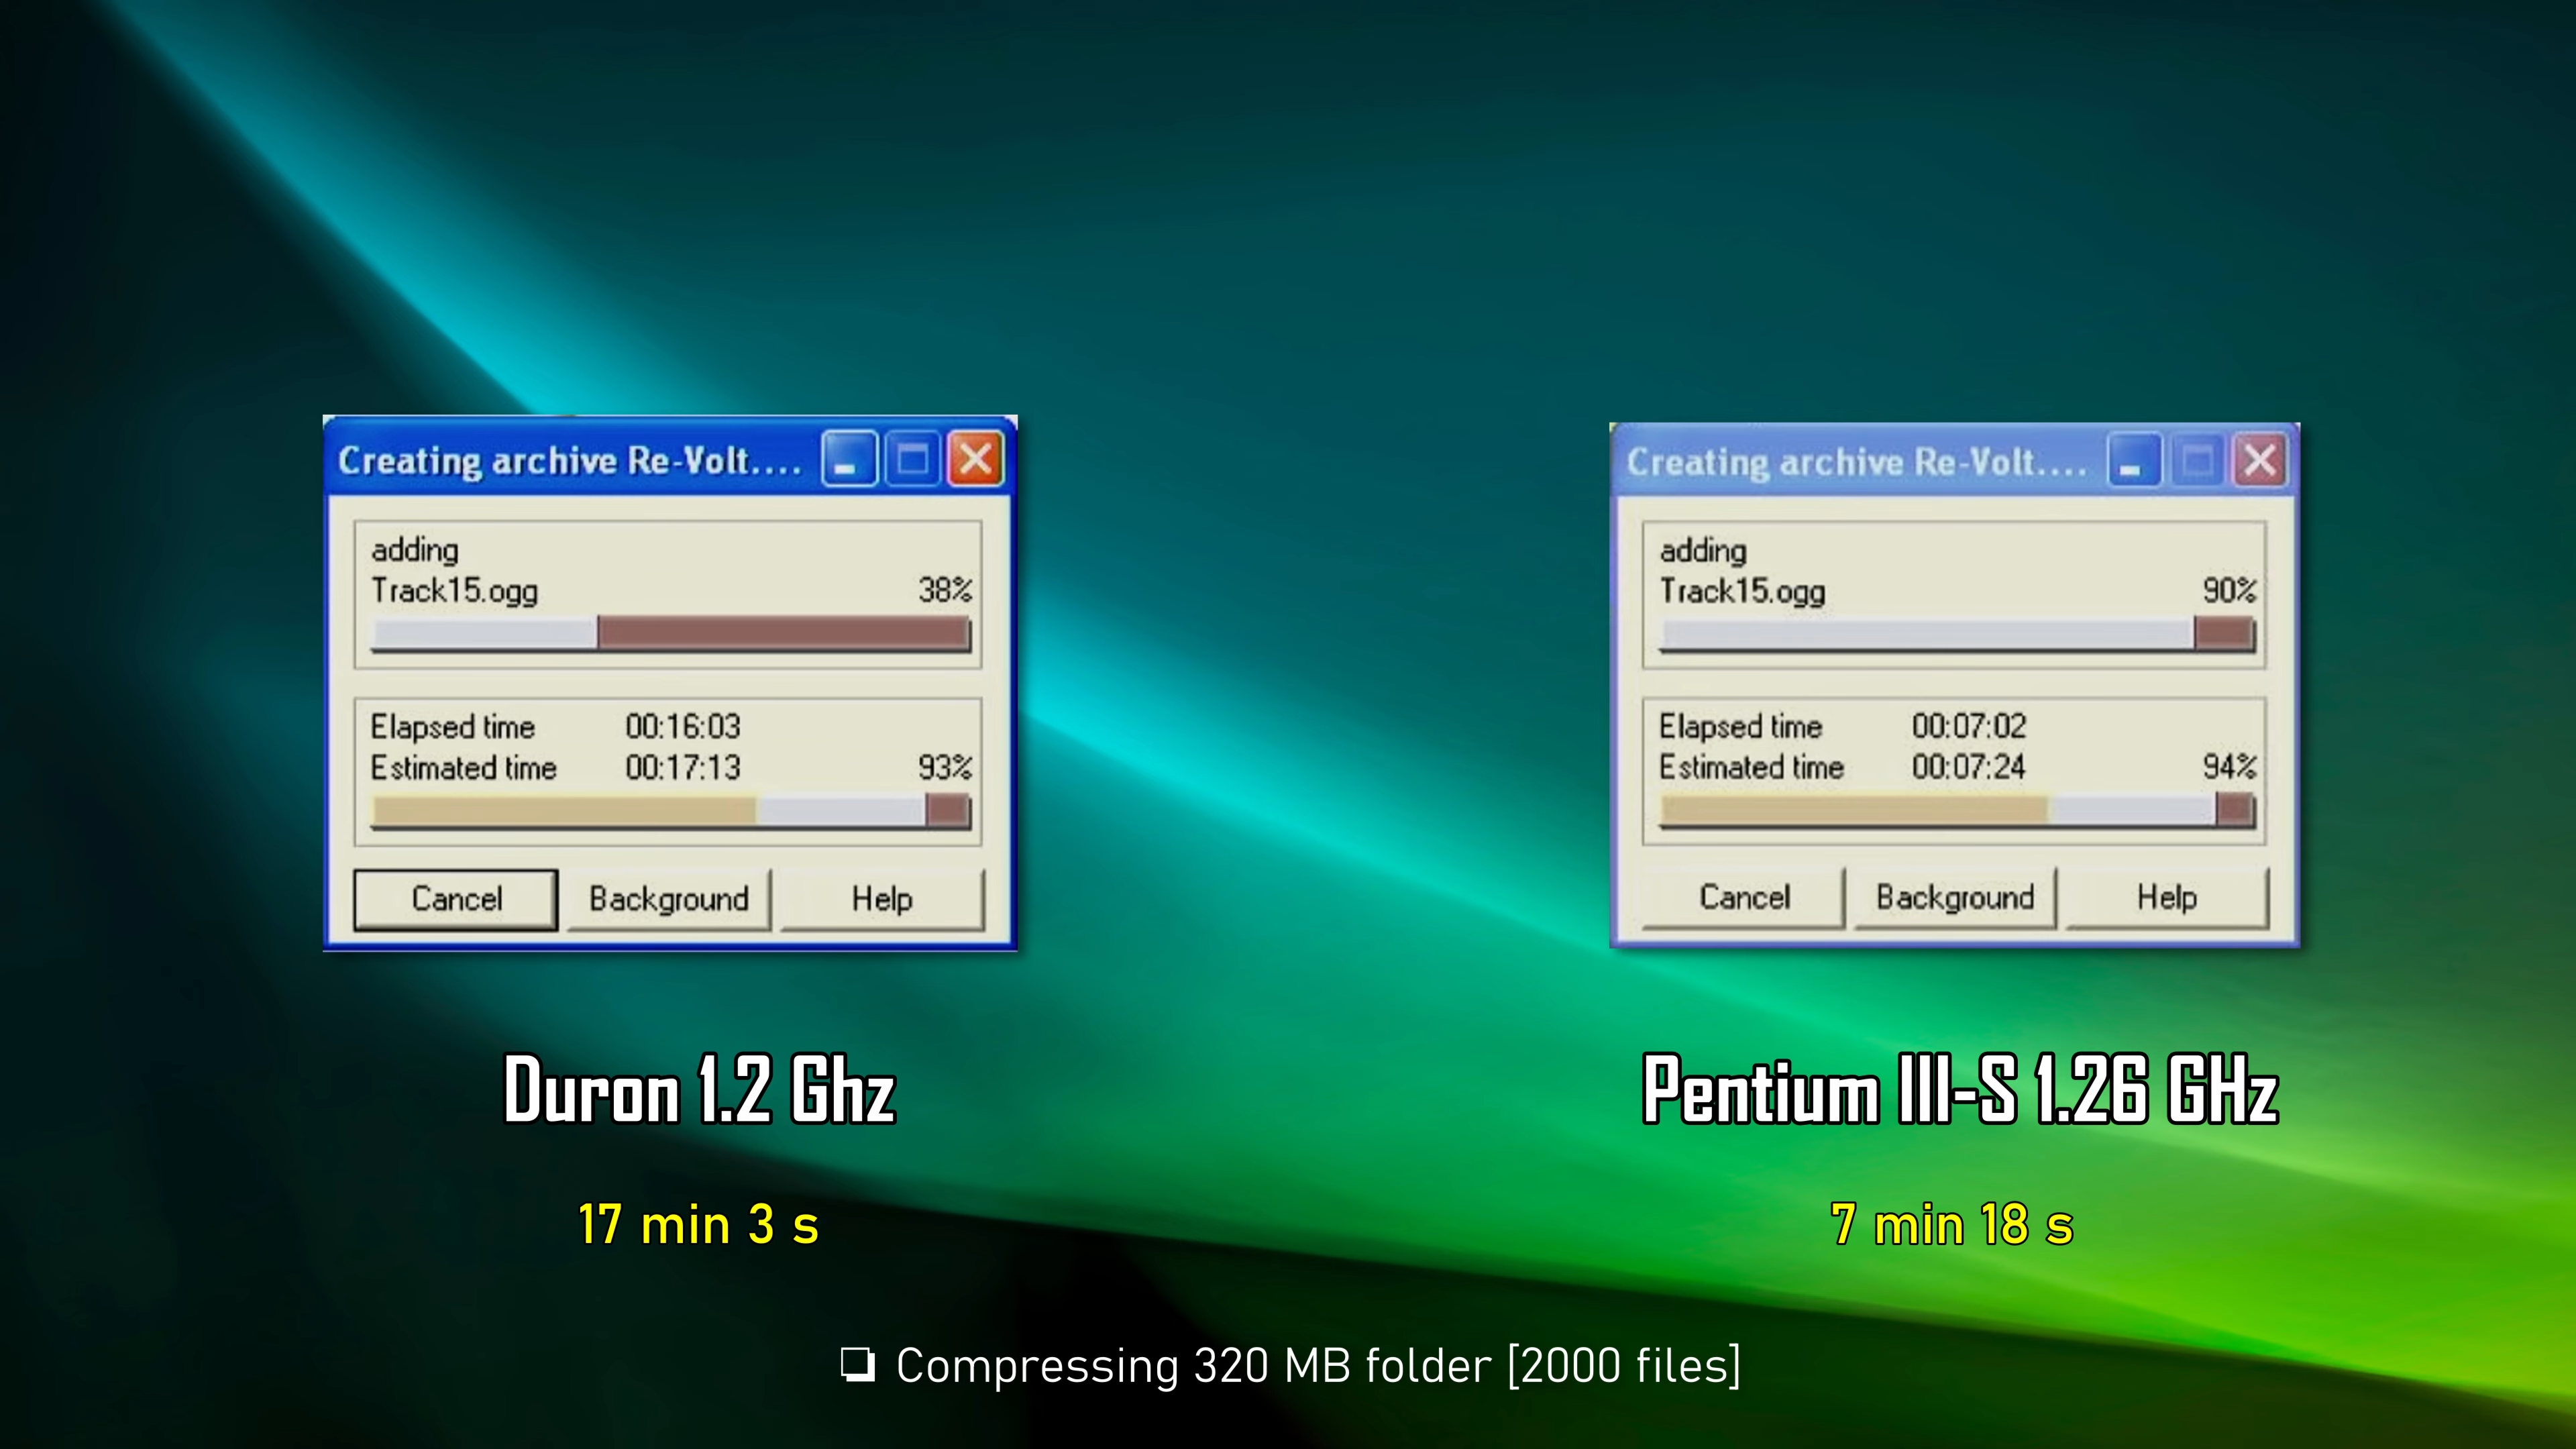 Creating archive Re-Volt....
adding
Track15.ogg 38%
Elapsed time 00:16:03
Estimated time 00:17:13 93%
Cancel Background Help
Duron 1.2 Ghz
17 min 3 s
Creating archive Re-Volt....
adding
Track15.ogg 90%
Elapsed time 00:07:02
Estimated time 00:07:24 94%
Cancel Background Help
Pentium III-S 1.26 GHz
7 min 18 s
❏ Compressing 320 MB folder [2000 files]